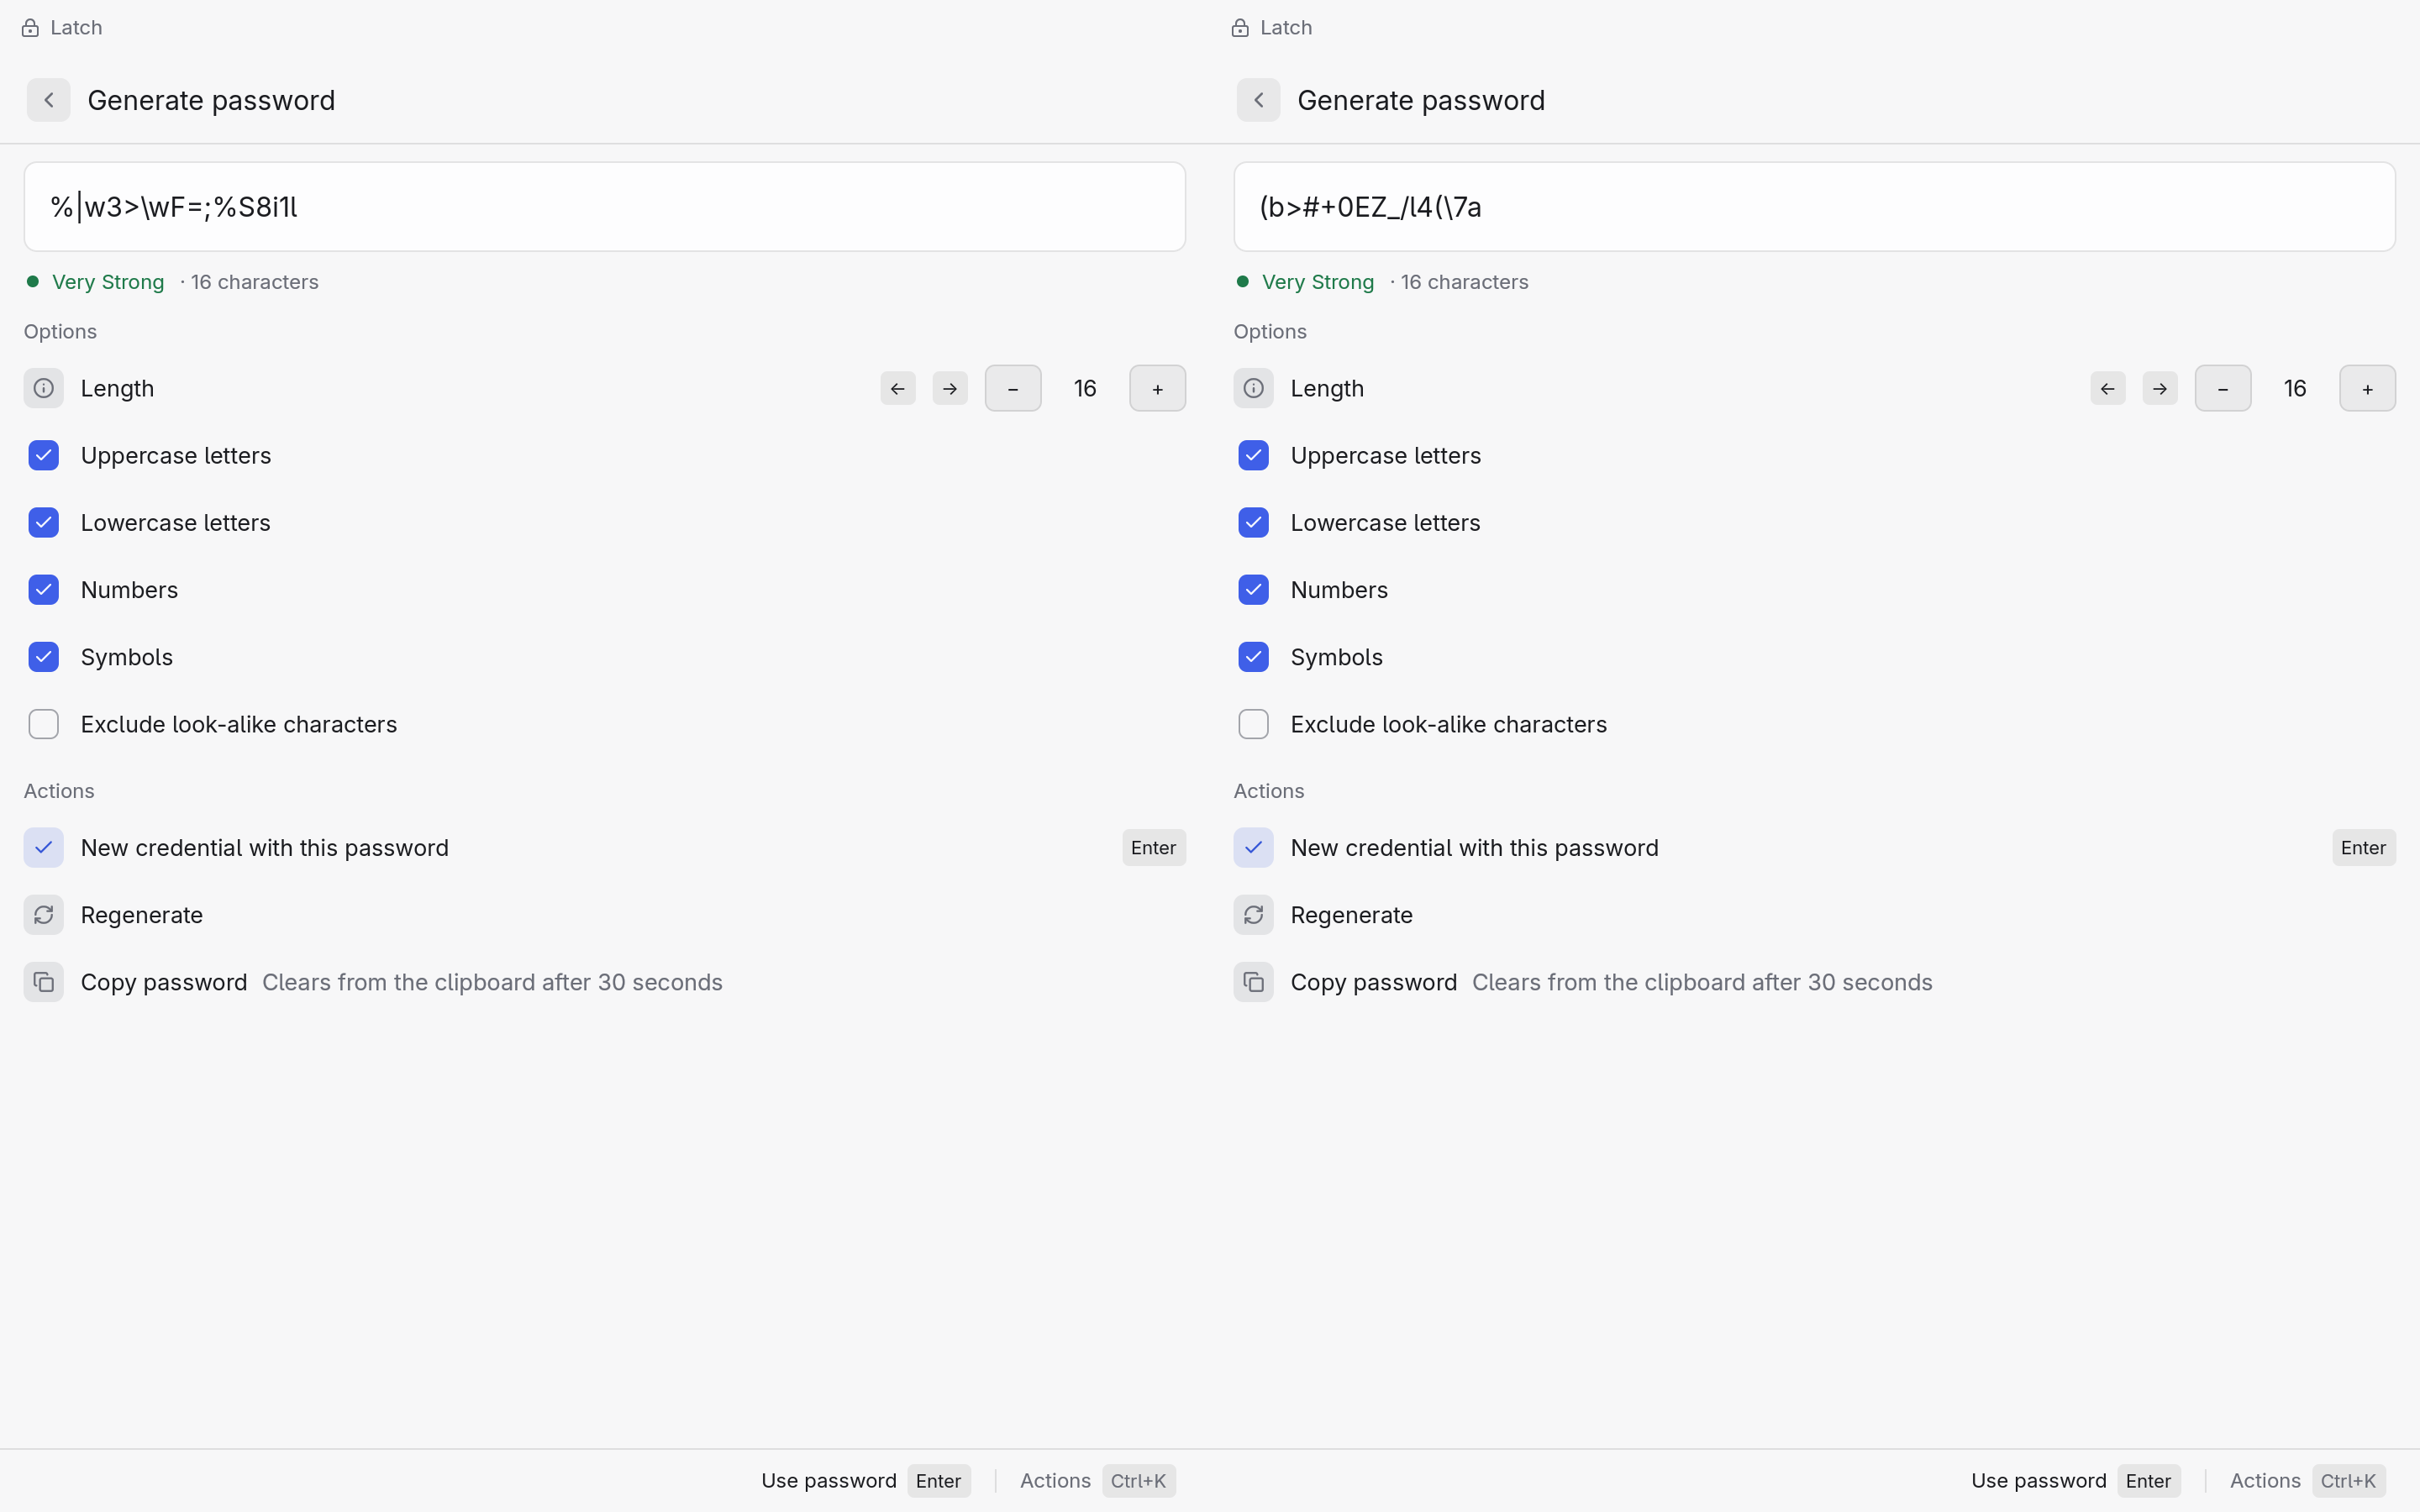 Latch
Generate password
%|w3>\wF=;%S8i1l
Very Strong · 16 characters
Options
Length ← → − 16 +
Uppercase letters
Lowercase letters
Numbers
Symbols
Exclude look-alike characters
Actions
New credential with this password Enter
Regenerate
Copy password Clears from the clipboard after 30 seconds
Use password Enter Actions Ctrl+K
Latch
Generate password
(b>#+0EZ_/l4(\7a
Very Strong · 16 characters
Options
Length ← → − 16 +
Uppercase letters
Lowercase letters
Numbers
Symbols
Exclude look-alike characters
Actions
New credential with this password Enter
Regenerate
Copy password Clears from the clipboard after 30 seconds
Use password Enter Actions Ctrl+K